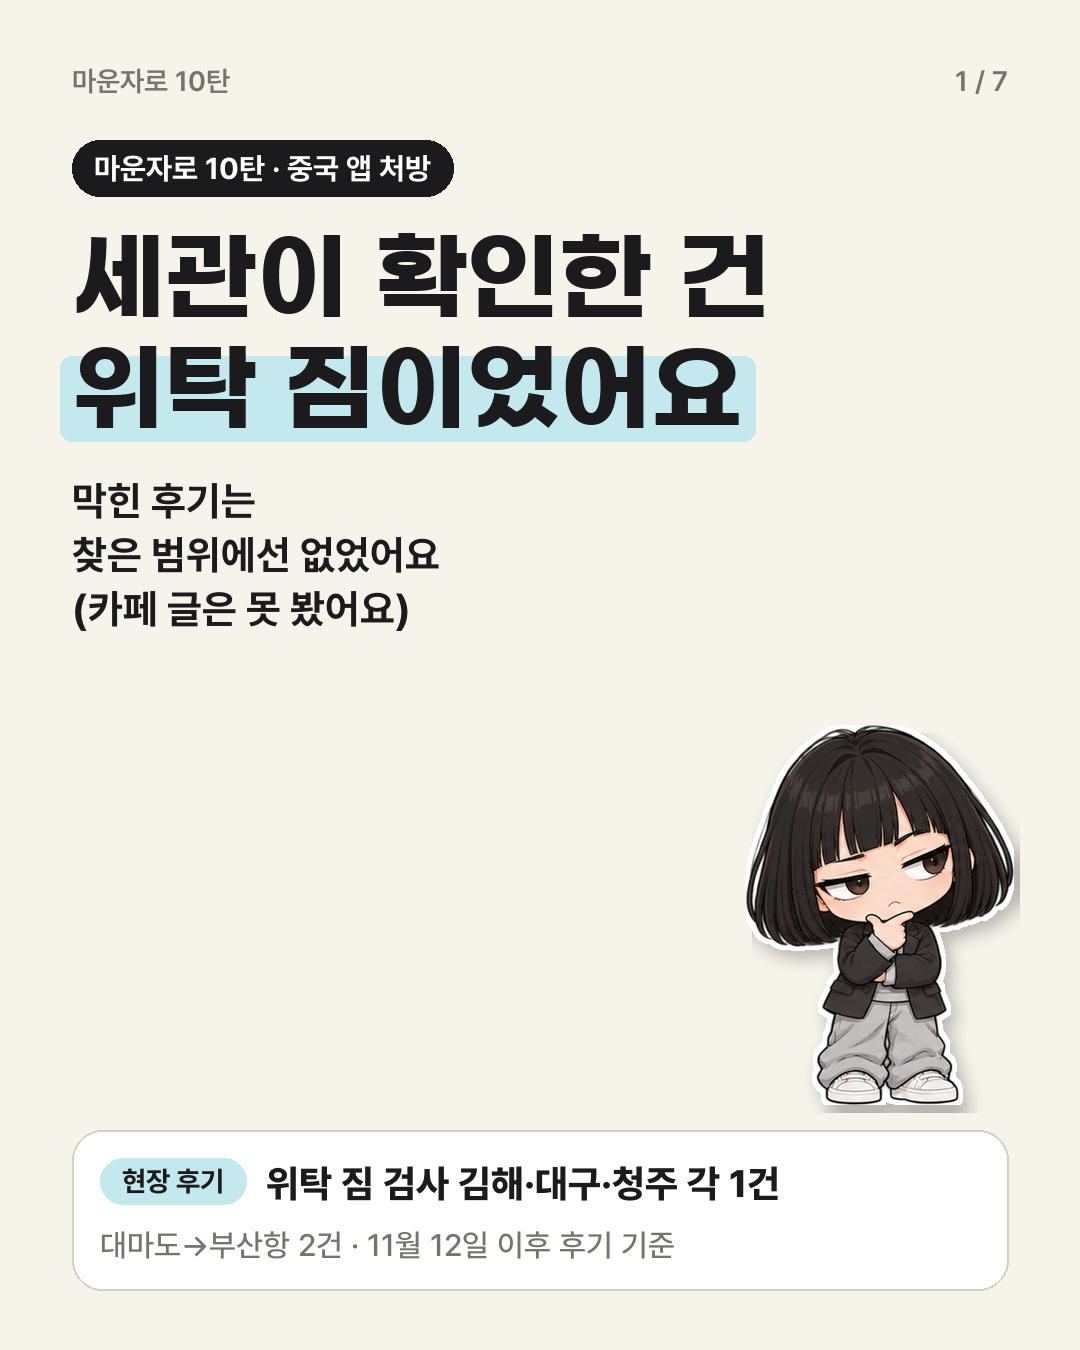 마운자로 10탄
1 / 7
마운자로 10탄 · 중국 앱 처방
세관이 확인한 건
위탁 짐이었어요
막힌 후기는
찾은 범위에선 없었어요
(카페 글은 못 봤어요)
현장 후기
위탁 짐 검사 김해·대구·청주 각 1건
대마도→부산항 2건 · 11월 12일 이후 후기 기준